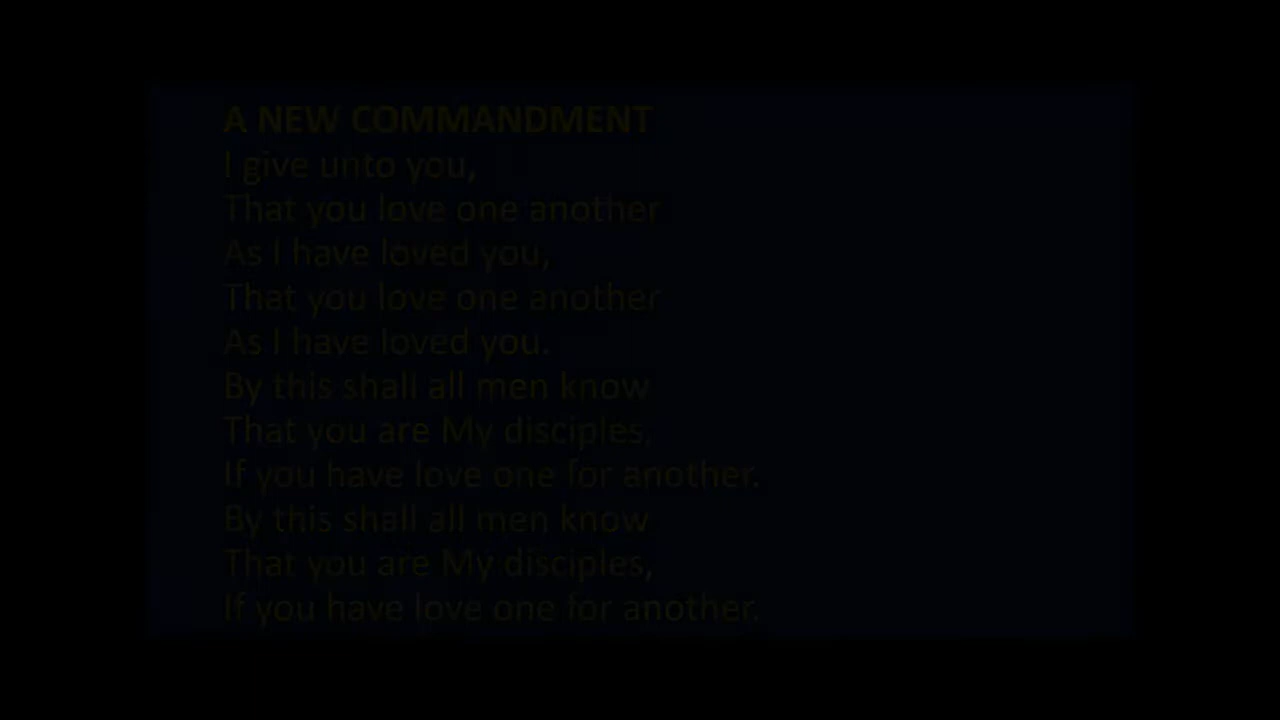 A NEW COMMANDMENT
I give unto you,
That you love one another
As I have loved you,
That you love one another
As I have loved you.
By this shall all men know
That you are My disciples,
If you have love one for another.
By this shall all men know
That you are My disciples,
If you have love one for another.